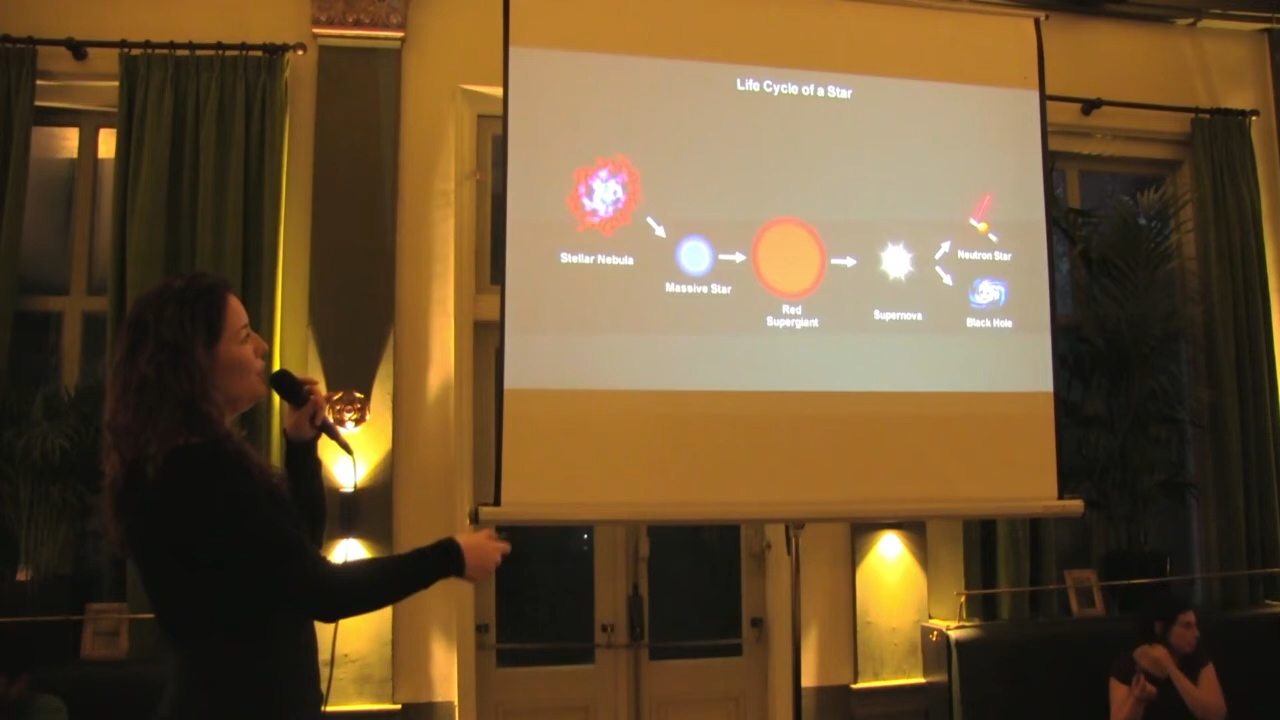 Life Cycle of a Star
Stellar Nebula
Massive Star
Red
Supergiant
Supernova
Neutron Star
Black Hole